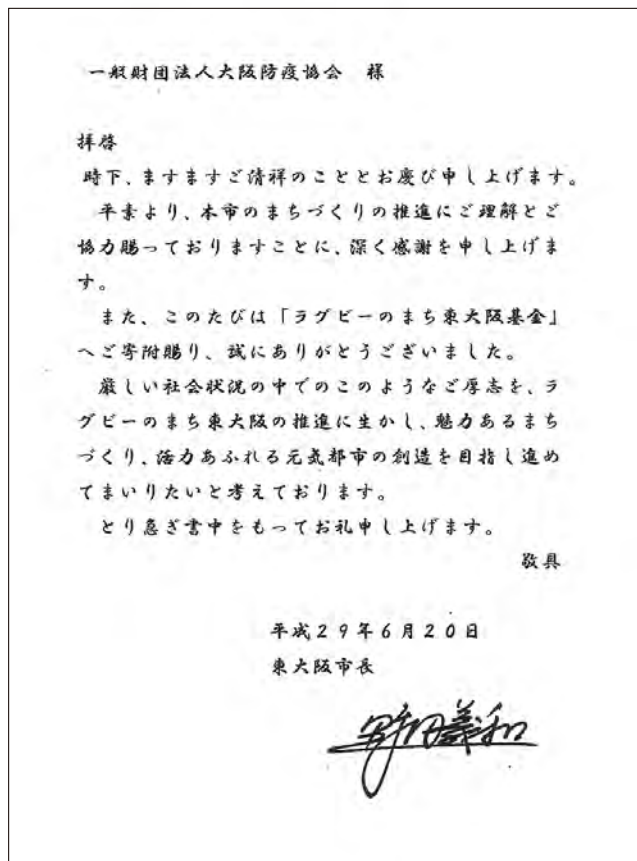 一般財団法人大阪防疫協会　様
拝啓
時下、ますますご清祥のこととお慶び申し上げます。
　平素より、本市のまちづくりの推進にご理解とご
協力賜っておりますことに、深く感謝を申し上げま
す。
　また、このたびは「ラグビーのまち東大阪基金」
へご寄附賜り、誠にありがとうございました。
　厳しい社会状況の中でのこのようなご厚志を、ラ
グビーのまち東大阪の推進に生かし、魅力あるまち
づくり、活力あふれる元気都市の創造を目指し進め
てまいりたいと考えております。
　とり急ぎ書中をもってお礼申し上げます。
敬具
平成２９年６月２０日
東大阪市長
野田義和